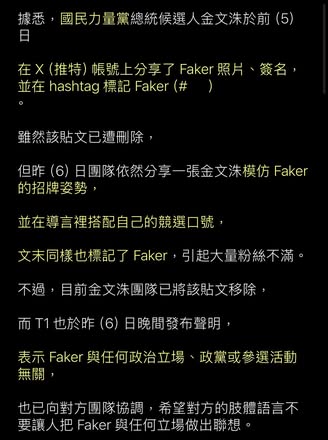 據悉，國民力量黨總統候選人金文洙於前 (5)
日
在 X (推特) 帳號上分享了 Faker 照片、簽名，
並在 hashtag 標記 Faker (#     )
。
雖然該貼文已遭刪除，
但昨 (6) 日團隊依然分享一張金文洙模仿 Faker
的招牌姿勢，
並在導言裡搭配自己的競選口號，
文末同樣也標記了 Faker，引起大量粉絲不滿。
不過，目前金文洙團隊已將該貼文移除，
而 T1 也於昨 (6) 日晚間發布聲明，
表示 Faker 與任何政治立場、政黨或參選活動
無關，
也已向對方團隊協調，希望對方的肢體語言不
要讓人把 Faker 與任何立場做出聯想。